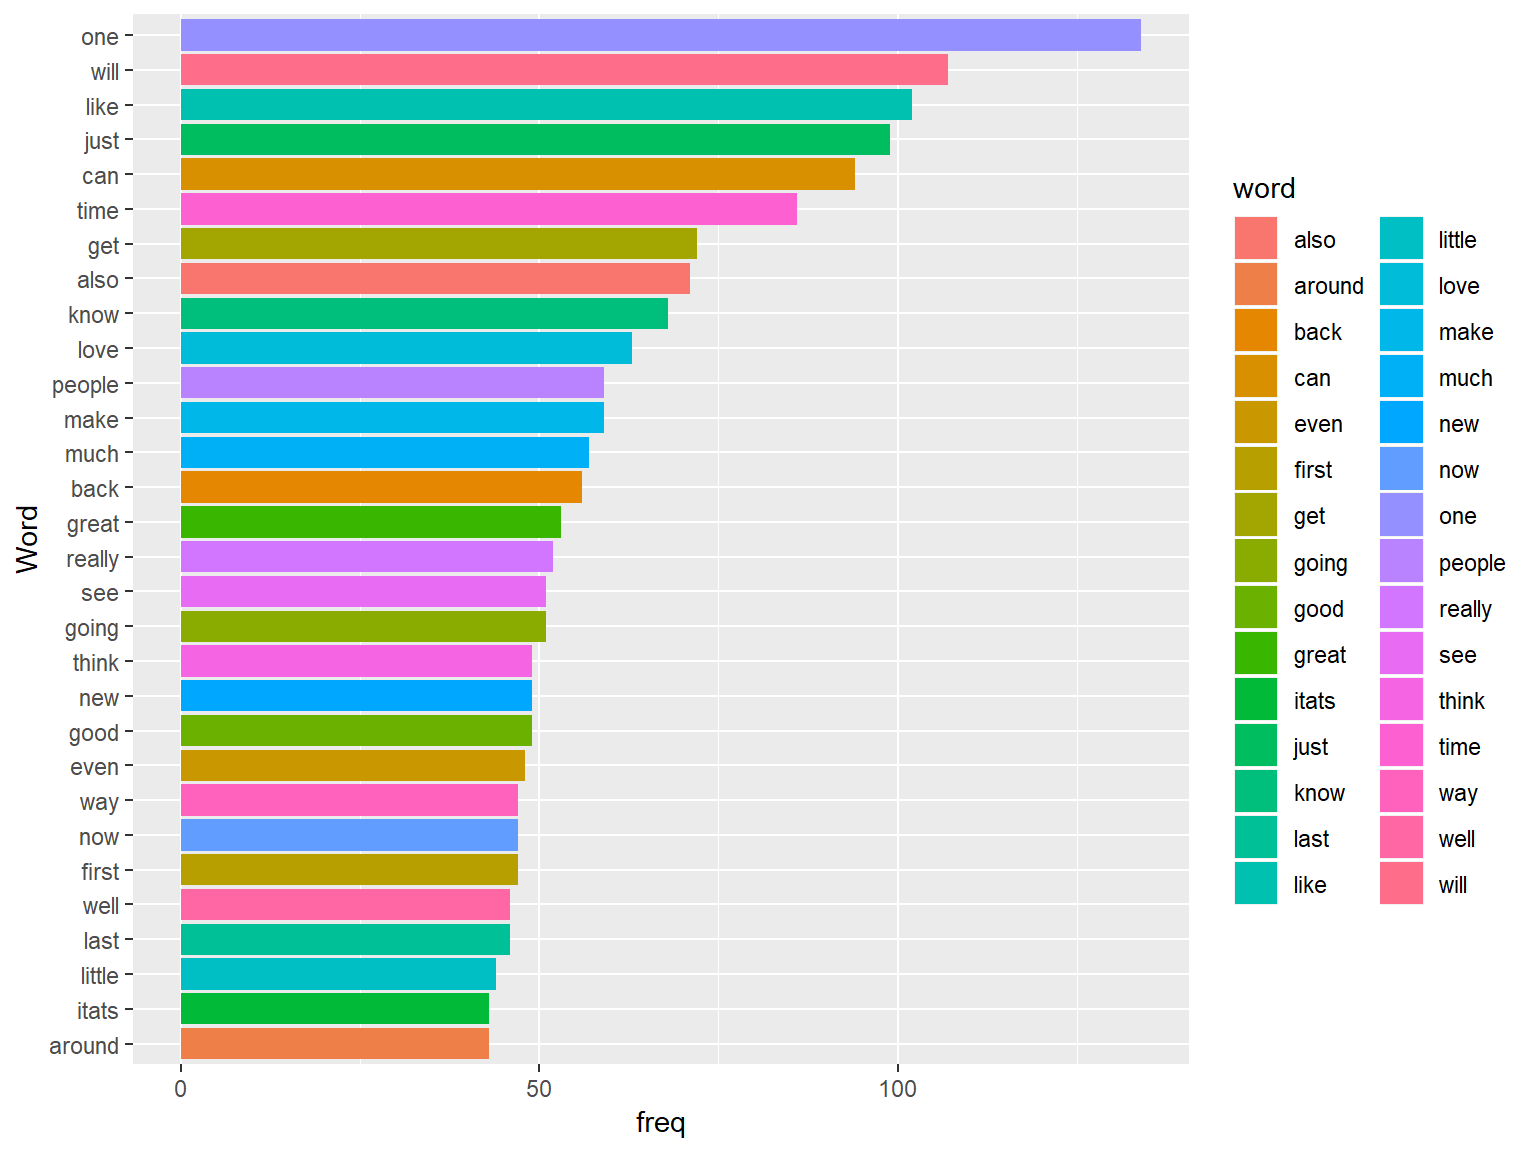 one
will
like
just
can
time
get
also
know
love
people
make
much
back
great
really
see
going
think
new
good
even
way
now
first
well
last
little
itats
around
Word
0 50 100
freq
word
also little
around love
back make
can much
even new
first now
get one
going people
good really
great see
itats think
just time
know way
last well
like will